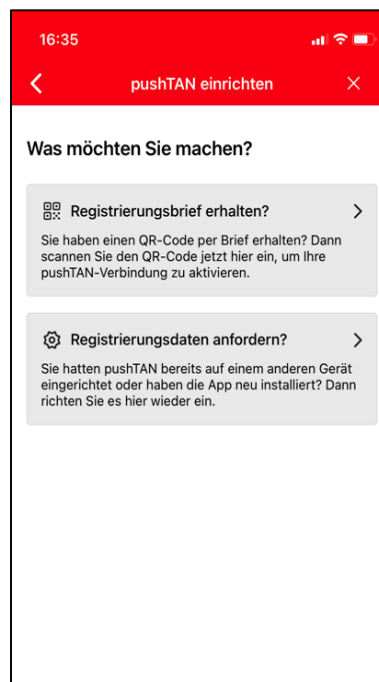 16:35
pushTAN einrichten
Was möchten Sie machen?
Registrierungsbrief erhalten?
Sie haben einen QR-Code per Brief erhalten? Dann
scannen Sie den QR-Code jetzt hier ein, um Ihre
pushTAN-Verbindung zu aktivieren.
Registrierungsdaten anfordern?
Sie hatten pushTAN bereits auf einem anderen Gerät
eingerichtet oder haben die App neu installiert? Dann
richten Sie es hier wieder ein.